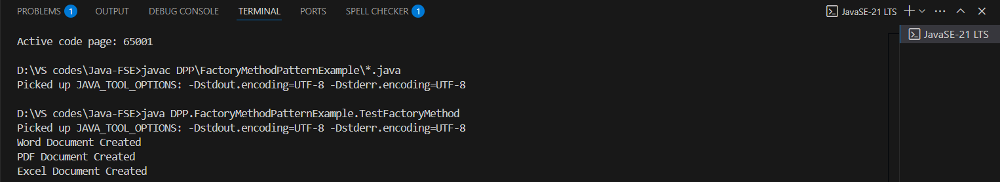 PROBLEMS 1 OUTPUT DEBUG CONSOLE TERMINAL PORTS SPELL CHECKER 1 JavaSE-21 LTS
JavaSE-21 LTS
Active code page: 65001
D:\VS codes\Java-FSE>javac DPP\FactoryMethodPatternExample\*.java
Picked up JAVA_TOOL_OPTIONS: -Dstdout.encoding=UTF-8 -Dstderr.encoding=UTF-8
D:\VS codes\Java-FSE>java DPP.FactoryMethodPatternExample.TestFactoryMethod
Picked up JAVA_TOOL_OPTIONS: -Dstdout.encoding=UTF-8 -Dstderr.encoding=UTF-8
Word Document Created
PDF Document Created
Excel Document Created